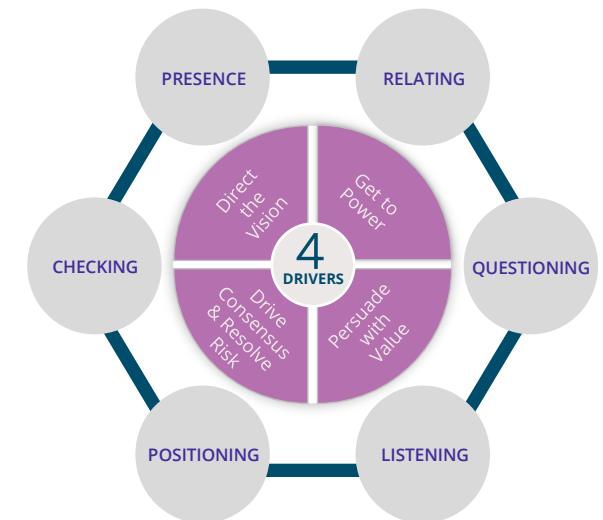 PRESENCE
RELATING
Direct
the
Vision
Get to
Power
4
DRIVERS
CHECKING
QUESTIONING
Drive
Consensus
& Resolve
Risk
Persuade
with
Value
POSITIONING
LISTENING